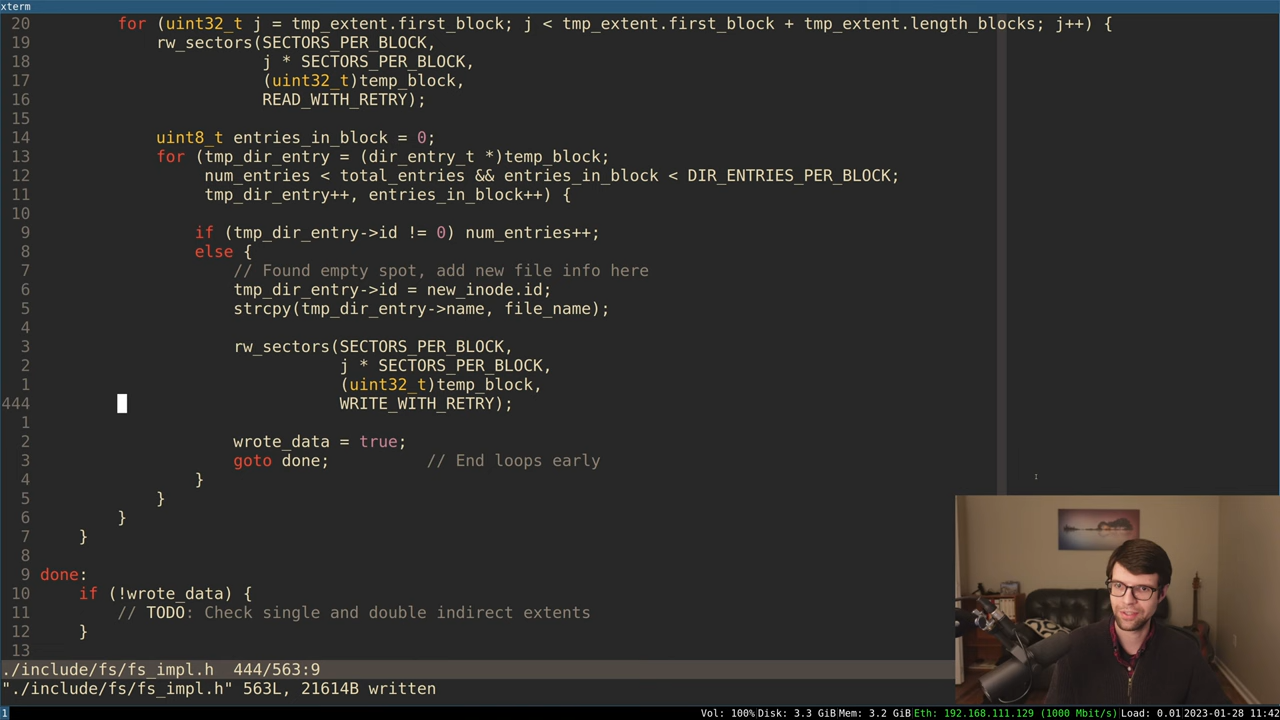 xterm
20         for (uint32_t j = tmp_extent.first_block; j < tmp_extent.first_block + tmp_extent.length_blocks; j++) {
19             rw_sectors(SECTORS_PER_BLOCK,
18                        j * SECTORS_PER_BLOCK,
17                        (uint32_t)temp_block,
16                        READ_WITH_RETRY);
15
14             uint8_t entries_in_block = 0;
13             for (tmp_dir_entry = (dir_entry_t *)temp_block;
12                  num_entries < total_entries && entries_in_block < DIR_ENTRIES_PER_BLOCK;
11                  tmp_dir_entry++, entries_in_block++) {
10
9                 if (tmp_dir_entry->id != 0) num_entries++;
8                 else {
7                     // Found empty spot, add new file info here
6                     tmp_dir_entry->id = new_inode.id;
5                     strcpy(tmp_dir_entry->name, file_name);
4
3                     rw_sectors(SECTORS_PER_BLOCK,
2                                j * SECTORS_PER_BLOCK,
1                                (uint32_t)temp_block,
444                                WRITE_WITH_RETRY);
1
2                     wrote_data = true;
3                     goto done;          // End loops early
4                 }
5             }
6         }
7     }
8
9 done:
10     if (!wrote_data) {
11         // TODO: Check single and double indirect extents
12     }
13
./include/fs/fs_impl.h  444/563:9
"./include/fs/fs_impl.h" 563L, 21614B written
1 Vol: 100% Disk: 3.3 GiB Mem: 3.2 GiB Eth: 192.168.111.129 (1000 Mbit/s) Load: 0.01 2023-01-28 11:42